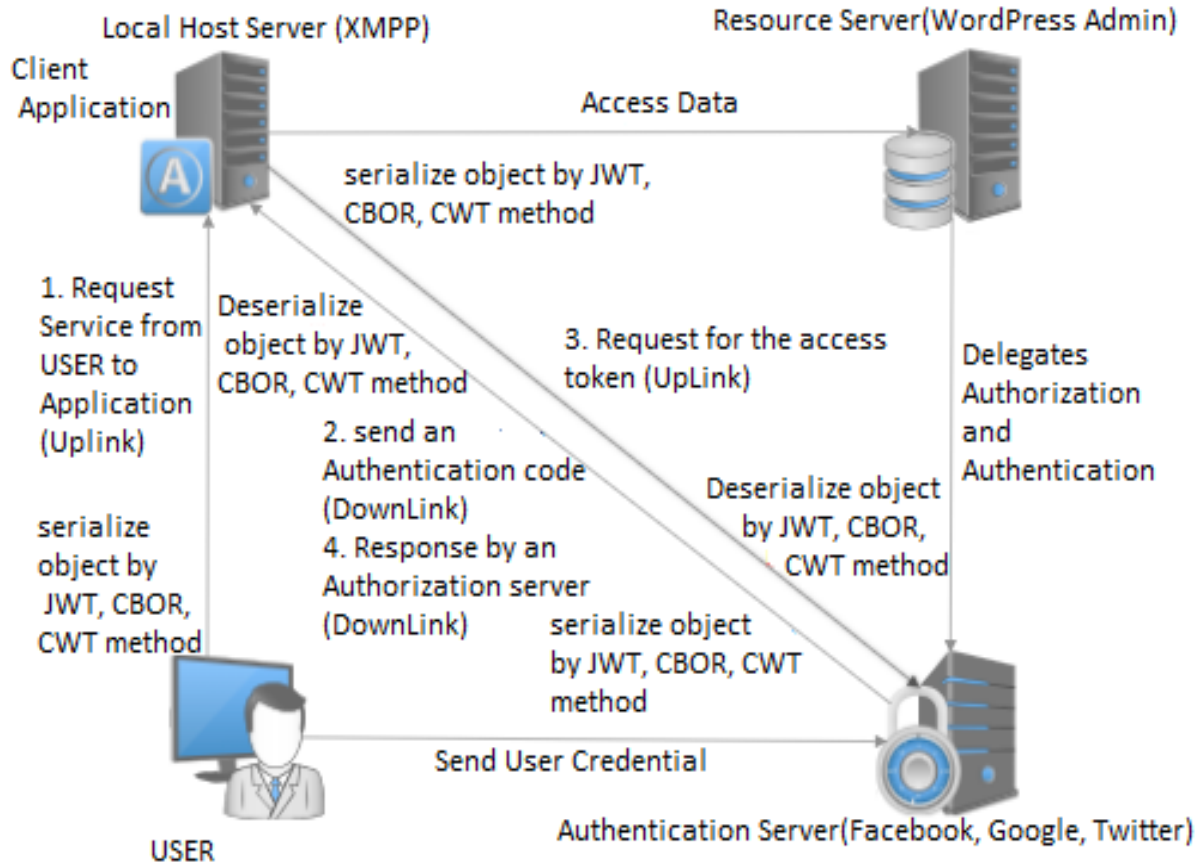 Local Host Server (XMPP)
Resource Server(WordPress Admin)
Client
Application
A
Access Data
serialize object by JWT,
CBOR, CWT method
1. Request
Service from
USER to
Application
(Uplink)
Deserialize
object by JWT,
CBOR, CWT method
3. Request for the access
token (UpLink)
Delegates
Authorization
and
Authentication
2. send an
Authentication code
(DownLink)
4. Response by an
Authorization server
(DownLink)
Deserialize object
by JWT, CBOR,
CWT method
serialize
object by
JWT, CBOR,
CWT method
serialize object
by JWT, CBOR, CWT
method
Send User Credential
USER
Authentication Server(Facebook, Google, Twitter)